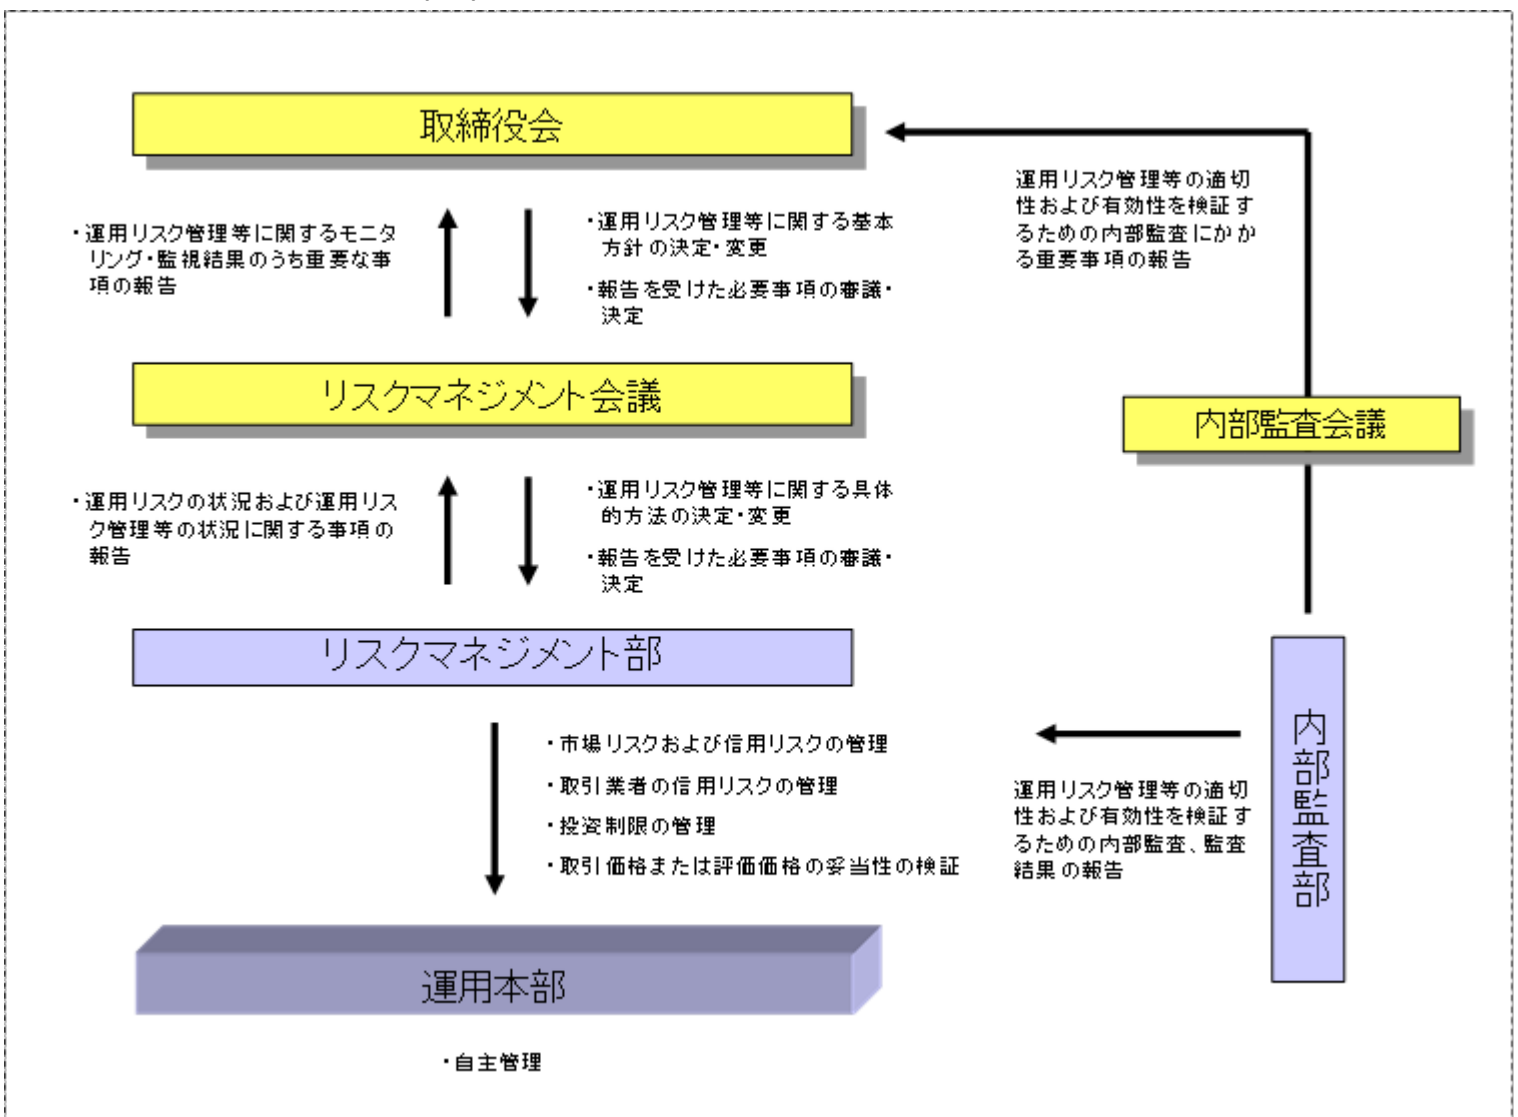 取締役会
・運用リスク管理等に関するモニタ
リング・監視結果のうち重要な事
項の報告
・運用リスク管理等に関する基本
方針の決定・変更
・報告を受けた必要事項の審議・
決定
運用リスク管理等の適切
性および有効性を検証す
るための内部監査にかか
る重要事項の報告
リスクマネジメント会議
内部監査会議
・運用リスクの状況および運用リス
ク管理等の状況に関する事項の
報告
・運用リスク管理等に関する具体
的方法の決定・変更
・報告を受けた必要事項の審議・
決定
リスクマネジメント部
・市場リスクおよび信用リスクの管理
・取引業者の信用リスクの管理
・投資制限の管理
・取引価格または評価価格の妥当性の検証
運用リスク管理等の適切
性および有効性を検証す
るための内部監査、監査
結果の報告
内部監査部
運用本部
・自主管理